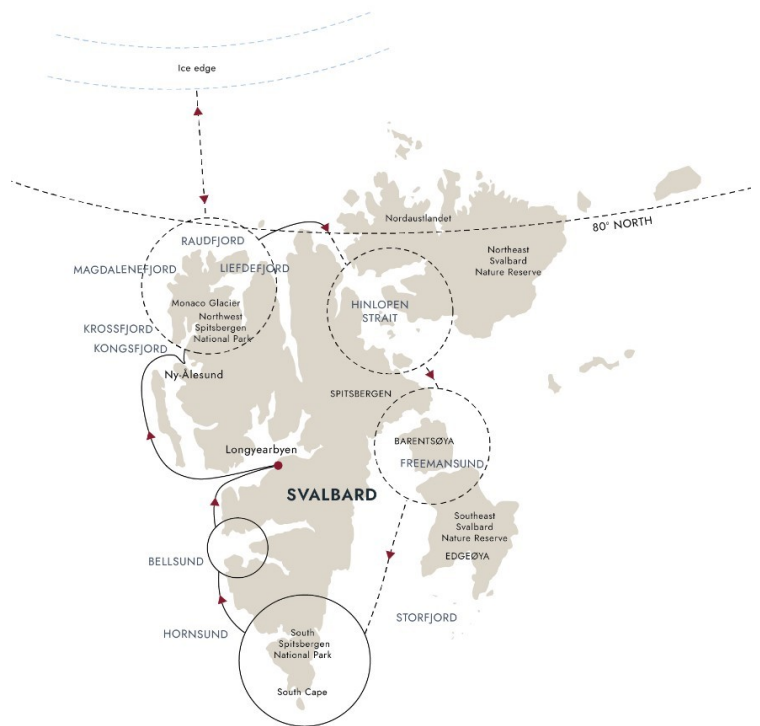 Ice edge
Nordaustlandet
80° NORTH
RAUDFJORD
Northeast
Svalbard
Nature Reserve
MAGDALENEFJORD
LIEFDEFJORD
Monaco Glacier
HINLOPEN
STRAIT
Northwest
Spitsbergen
National Park
KROSSFJORD
KONGSFJORD
Ny-Ålesund
SPITSBERGEN
BARENTSØYA
Longyearbyen
FREEMANSUND
SVALBARD
Southeast
Svalbard
Nature Reserve
EDGEØYA
BELLSUND
STORFJORD
HORNSUND
South
Spitsbergen
National Park
South Cape